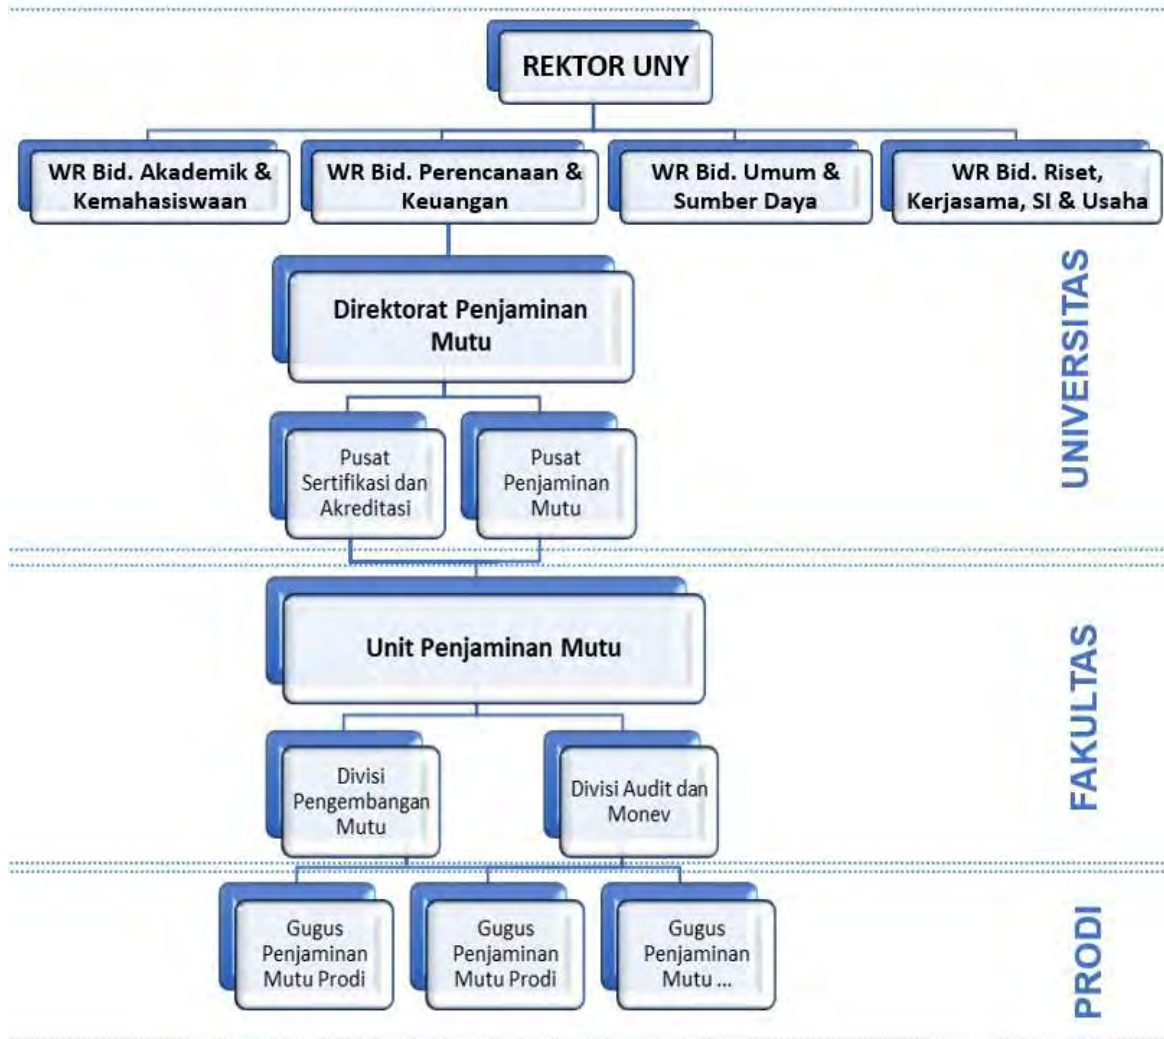 REKTOR UNY
WR Bid. Akademik &
Kemahasiswaan
WR Bid. Perencanaan &
Keuangan
WR Bid. Umum &
Sumber Daya
WR Bid. Riset,
Kerjasama, SI & Usaha
Direktorat Penjaminan
Mutu
Pusat
Sertifikasi dan
Akreditasi
Pusat
Penjaminan
Mutu
UNIVERSITAS
Unit Penjaminan Mutu
Divisi
Pengembangan
Mutu
Divisi Audit dan
Monev
FAKULTAS
Gugus
Penjaminan
Mutu Prodi
Gugus
Penjaminan
Mutu Prodi
Gugus
Penjaminan
Mutu ...
PRODI